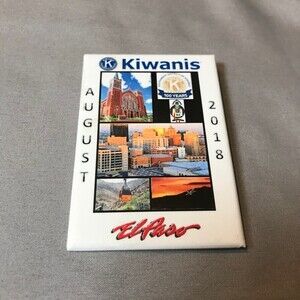 K Kiwanis
AUGUST
2018
100 YEARS
El Paso